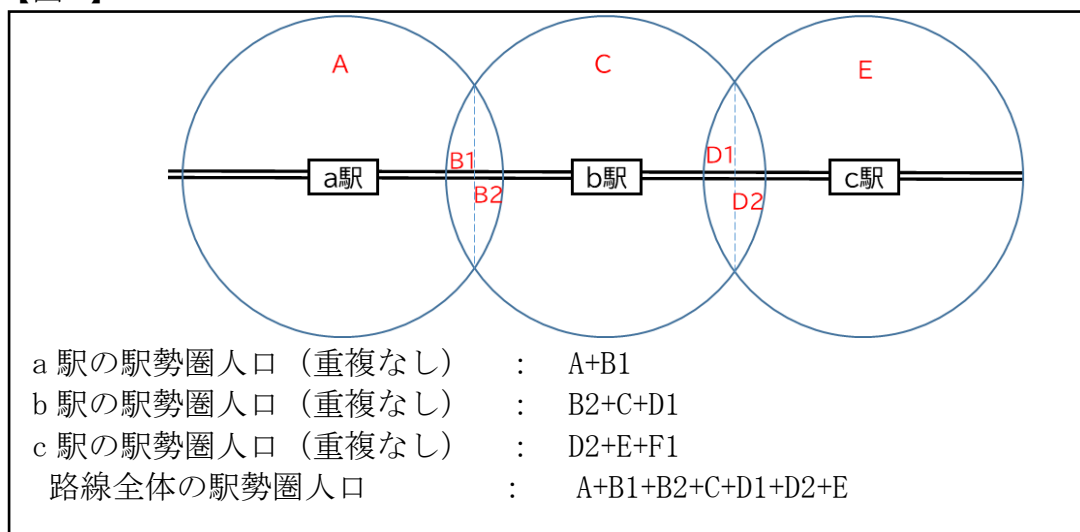 A C E
B1 D1
a駅 b駅 c駅
B2 D2
a駅の駅勢圏人口（重複なし） : A+B1
b駅の駅勢圏人口（重複なし） : B2+C+D1
c駅の駅勢圏人口（重複なし） : D2+E+F1
路線全体の駅勢圏人口 : A+B1+B2+C+D1+D2+E